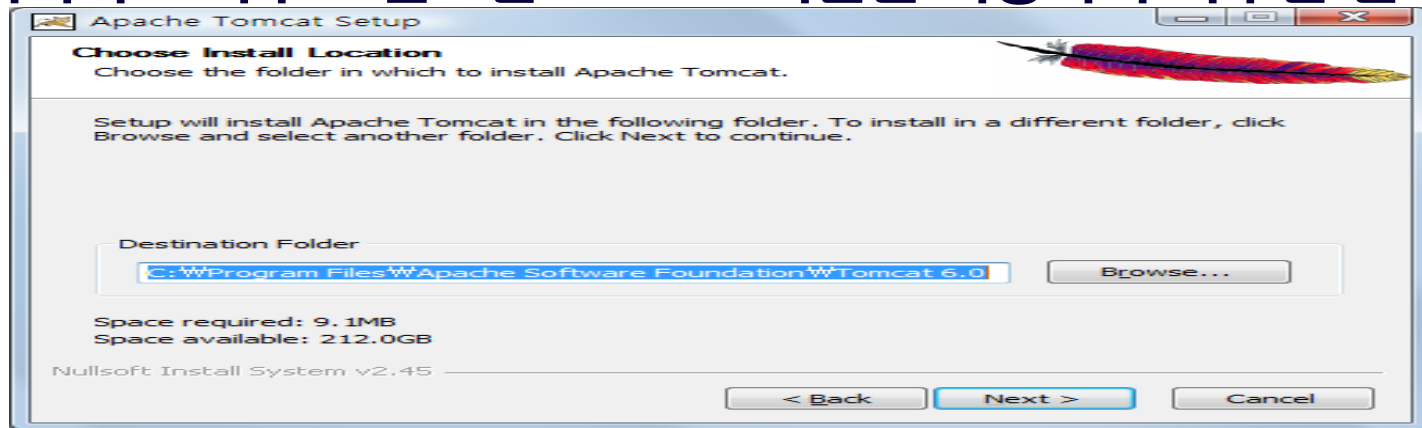 Apache Tomcat Setup
Choose Install Location
Choose the folder in which to install Apache Tomcat.
Setup will install Apache Tomcat in the following folder. To install in a different folder, click
Browse and select another folder. Click Next to continue.
Destination Folder
C:₩Program Files₩Apache Software Foundation₩Tomcat 6.0
Browse...
Space required: 9.1MB
Space available: 212.0GB
Nullsoft Install System v2.45
< Back
Next >
Cancel